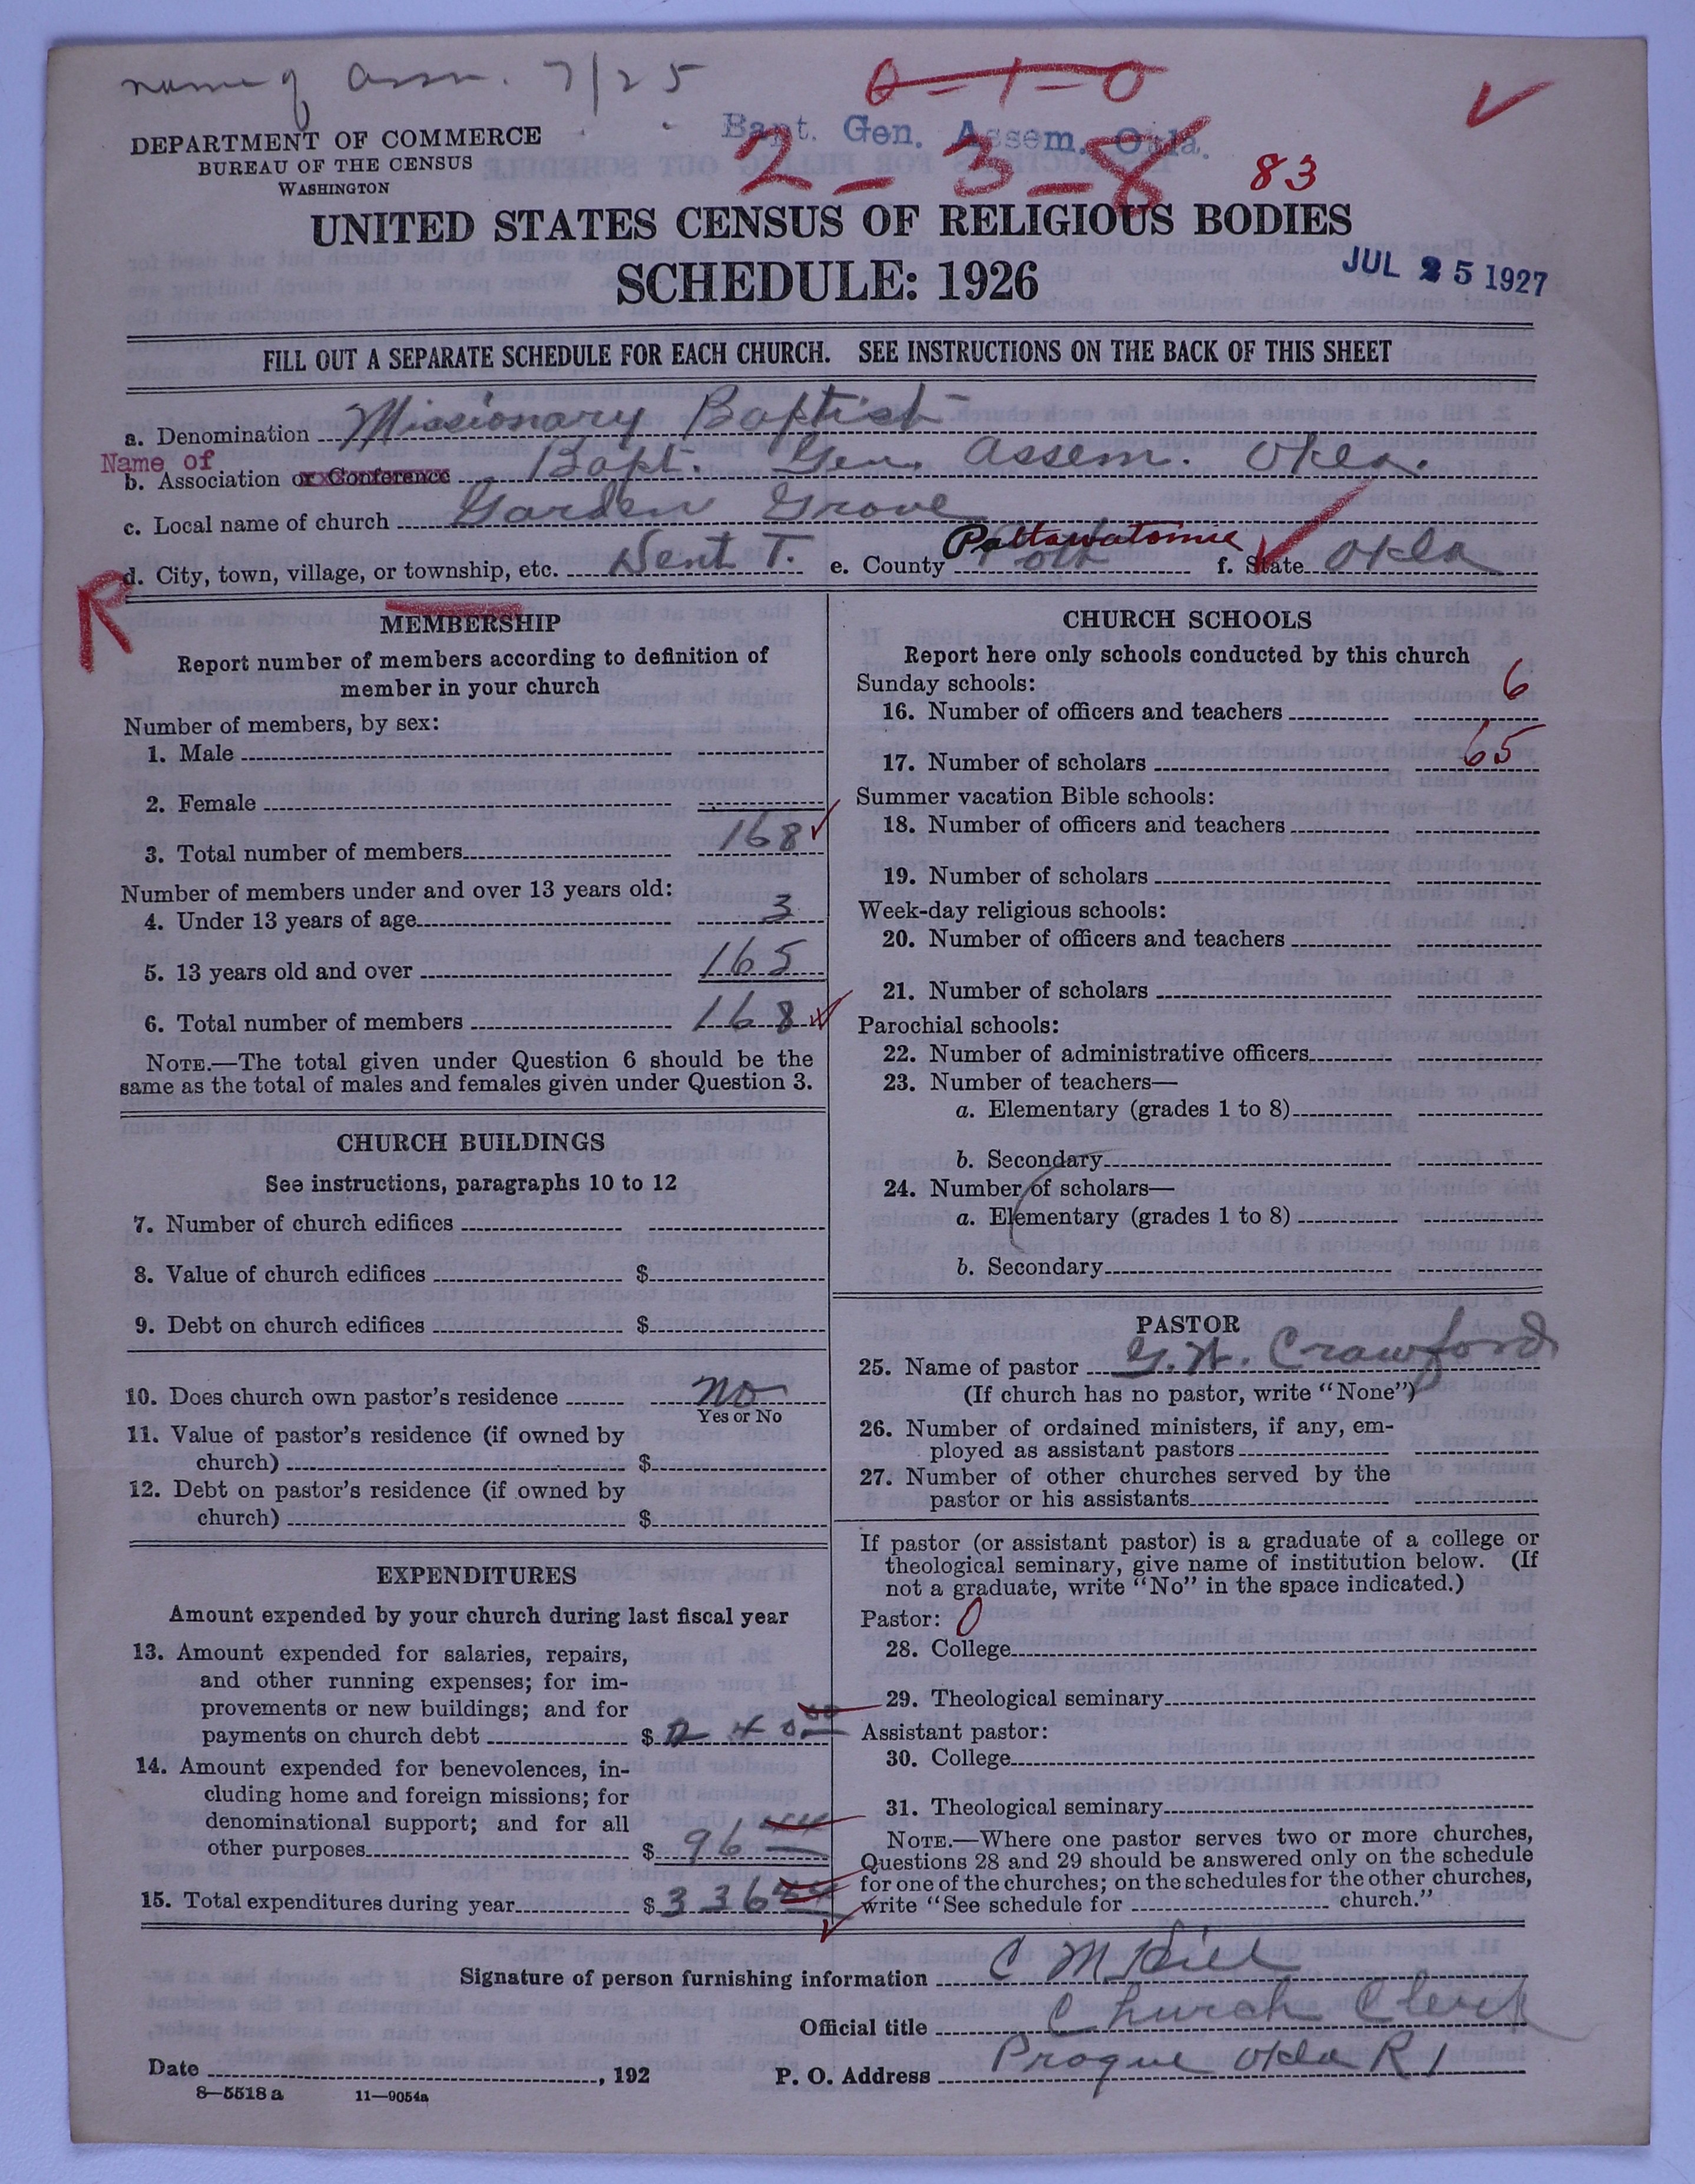 name of assn. 7/25
0-1-0
DEPARTMENT OF COMMERCE
BUREAU OF THE CENSUS
WASHINGTON
Bapt. Gen. Assem. Okla.
2-3-8
83
UNITED STATES CENSUS OF RELIGIOUS BODIES
SCHEDULE: 1926
JUL 25 1927
FILL OUT A SEPARATE SCHEDULE FOR EACH CHURCH. SEE INSTRUCTIONS ON THE BACK OF THIS SHEET
a. Denomination Missionary Baptist
Name of
b. Association or Conference Bapt. Gen. Assem. Okla.
c. Local name of church Garden Grove
d. City, town, village, or township, etc. Dent T. e. County Pott Pottawatomie f. State Okla
R
MEMBERSHIP
Report number of members according to definition of
member in your church
Number of members, by sex:
1. Male
2. Female
3. Total number of members 168
Number of members under and over 13 years old:
4. Under 13 years of age 3
5. 13 years old and over 165
6. Total number of members 168
NOTE.—The total given under Question 6 should be the
same as the total of males and females given under Question 3.
CHURCH BUILDINGS
See instructions, paragraphs 10 to 12
7. Number of church edifices
8. Value of church edifices $
9. Debt on church edifices $
10. Does church own pastor's residence no
Yes or No
11. Value of pastor's residence (if owned by
church) $
12. Debt on pastor's residence (if owned by
church) $
EXPENDITURES
Amount expended by your church during last fiscal year
13. Amount expended for salaries, repairs,
and other running expenses; for im-
provements or new buildings; and for
payments on church debt $ 240 00
14. Amount expended for benevolences, in-
cluding home and foreign missions; for
denominational support; and for all
other purposes $ 96 44
15. Total expenditures during year $ 336 44
CHURCH SCHOOLS
Report here only schools conducted by this church
Sunday schools:
16. Number of officers and teachers 6
17. Number of scholars 65
Summer vacation Bible schools:
18. Number of officers and teachers
19. Number of scholars
Week-day religious schools:
20. Number of officers and teachers
21. Number of scholars
Parochial schools:
22. Number of administrative officers
23. Number of teachers—
a. Elementary (grades 1 to 8)
b. Secondary
24. Number of scholars—
a. Elementary (grades 1 to 8)
b. Secondary
PASTOR
25. Name of pastor G. W. Crawford
(If church has no pastor, write "None")
26. Number of ordained ministers, if any, em-
ployed as assistant pastors
27. Number of other churches served by the
pastor or his assistants
If pastor (or assistant pastor) is a graduate of a college or
theological seminary, give name of institution below. (If
not a graduate, write "No" in the space indicated.)
Pastor: 0
28. College
29. Theological seminary
Assistant pastor:
30. College
31. Theological seminary
NOTE.—Where one pastor serves two or more churches,
Questions 28 and 29 should be answered only on the schedule
for one of the churches; on the schedules for the other churches,
write "See schedule for church."
Signature of person furnishing information C M Hill
Official title Church Clerk
Date , 192 P. O. Address Prague Okla R 1
8—5518 a 11—9054a